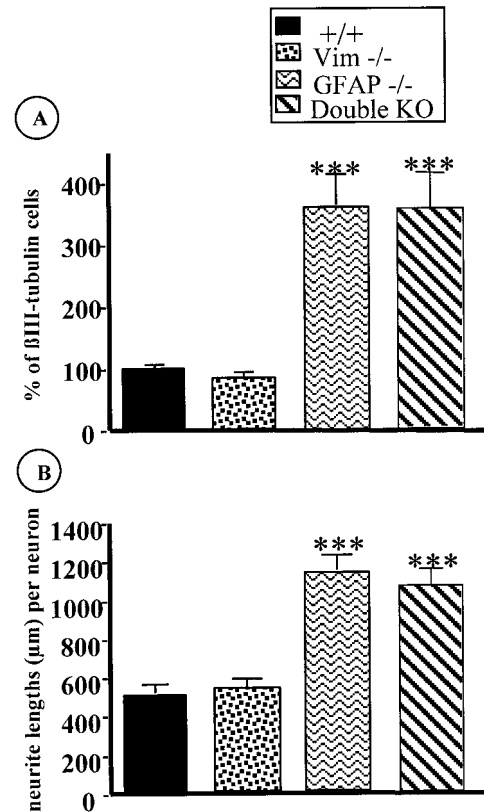 +/+
Vim -/-
GFAP -/-
Double KO
A
% of ßIII-tubulin cells
400
300
200
100
0
***
***
B
neurite lengths (µm) per neuron
1400
1200
1000
800
600
400
200
0
***
***